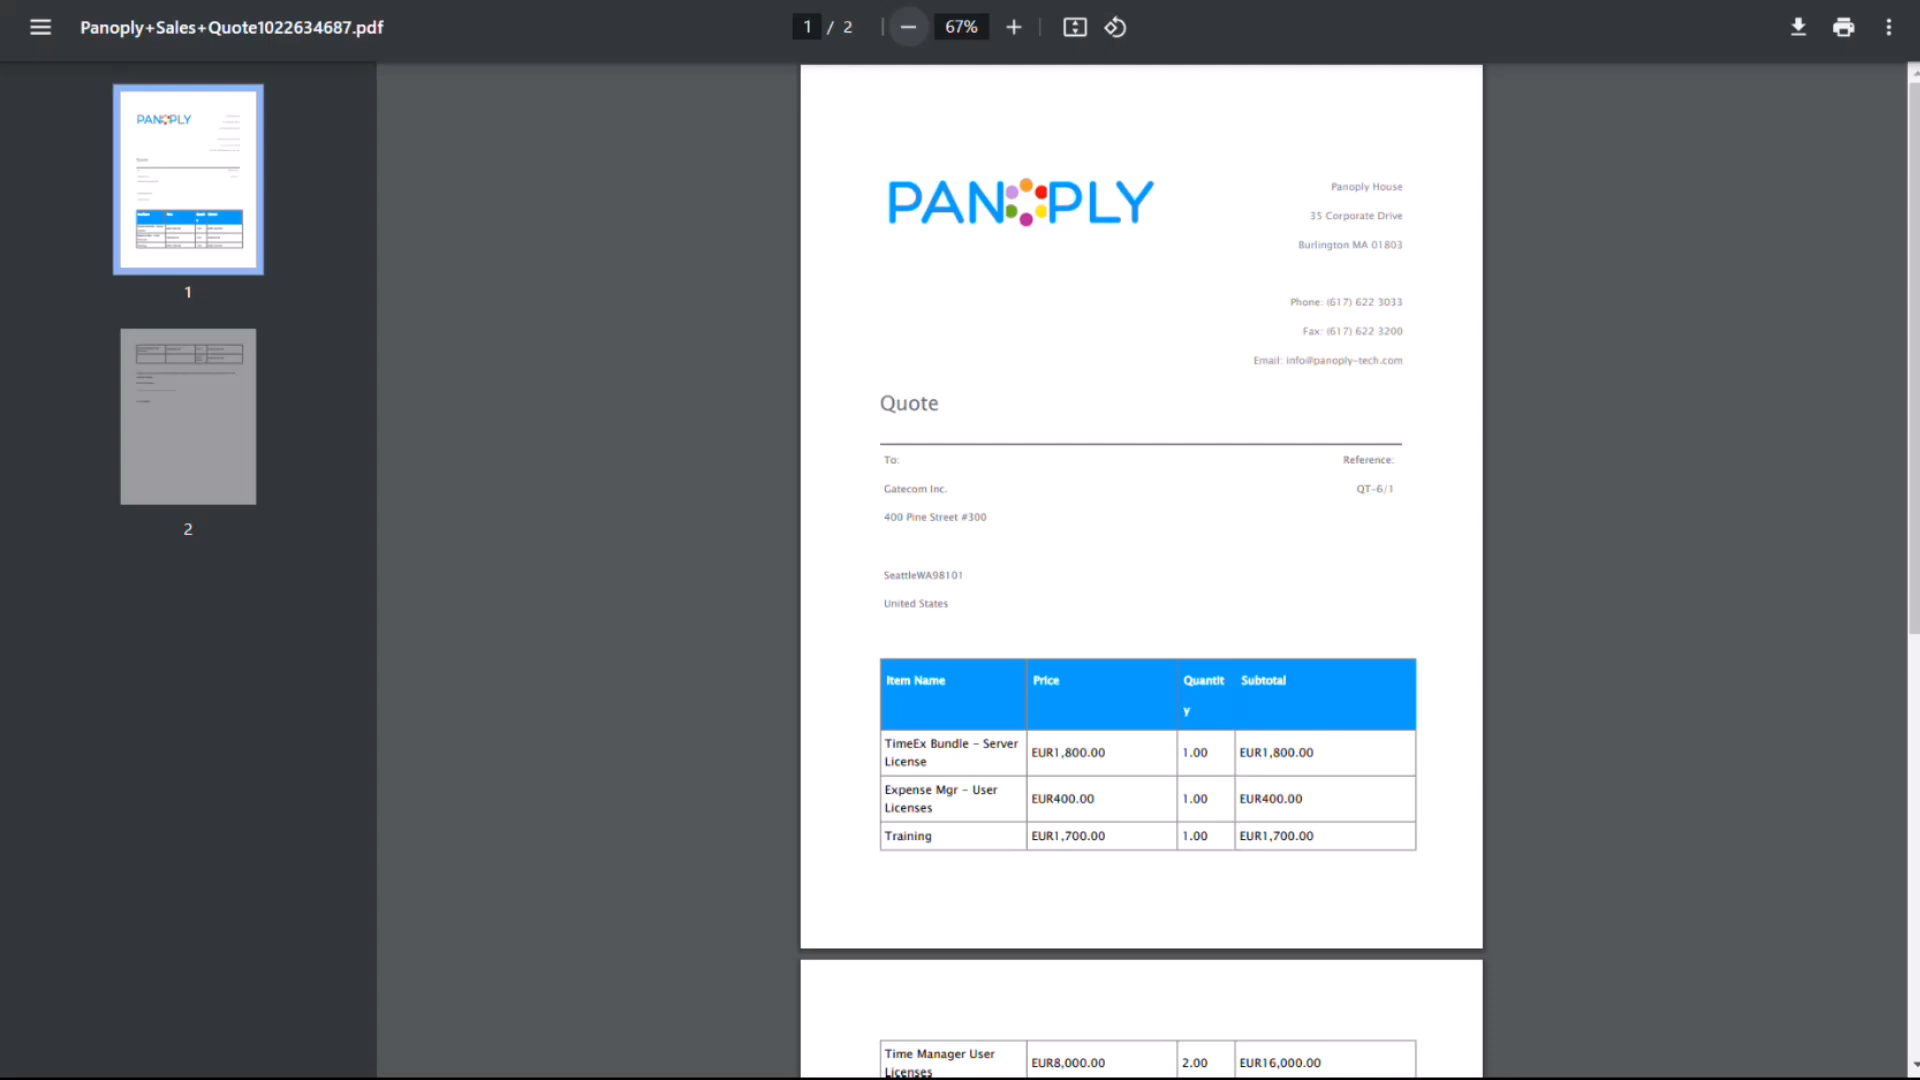 Panoply+Sales+Quote1022634687.pdf
1 / 2
67%
1
2
PANOPLY
Panoply House
35 Corporate Drive
Burlington MA 01803
Phone: (617) 622 3033
Fax: (617) 622 3200
Email: info@panoply-tech.com
Quote
To:
Reference:
Gatecom Inc.
QT-6/1
400 Pine Street #300
SeattleWA98101
United States
Item Name Price Quantit Subtotal
y
TimeEx Bundle - Server
License
EUR1,800.00 1.00 EUR1,800.00
Expense Mgr - User
Licenses
EUR400.00 1.00 EUR400.00
Training EUR1,700.00 1.00 EUR1,700.00
Time Manager User
Licenses
EUR8,000.00 2.00 EUR16,000.00